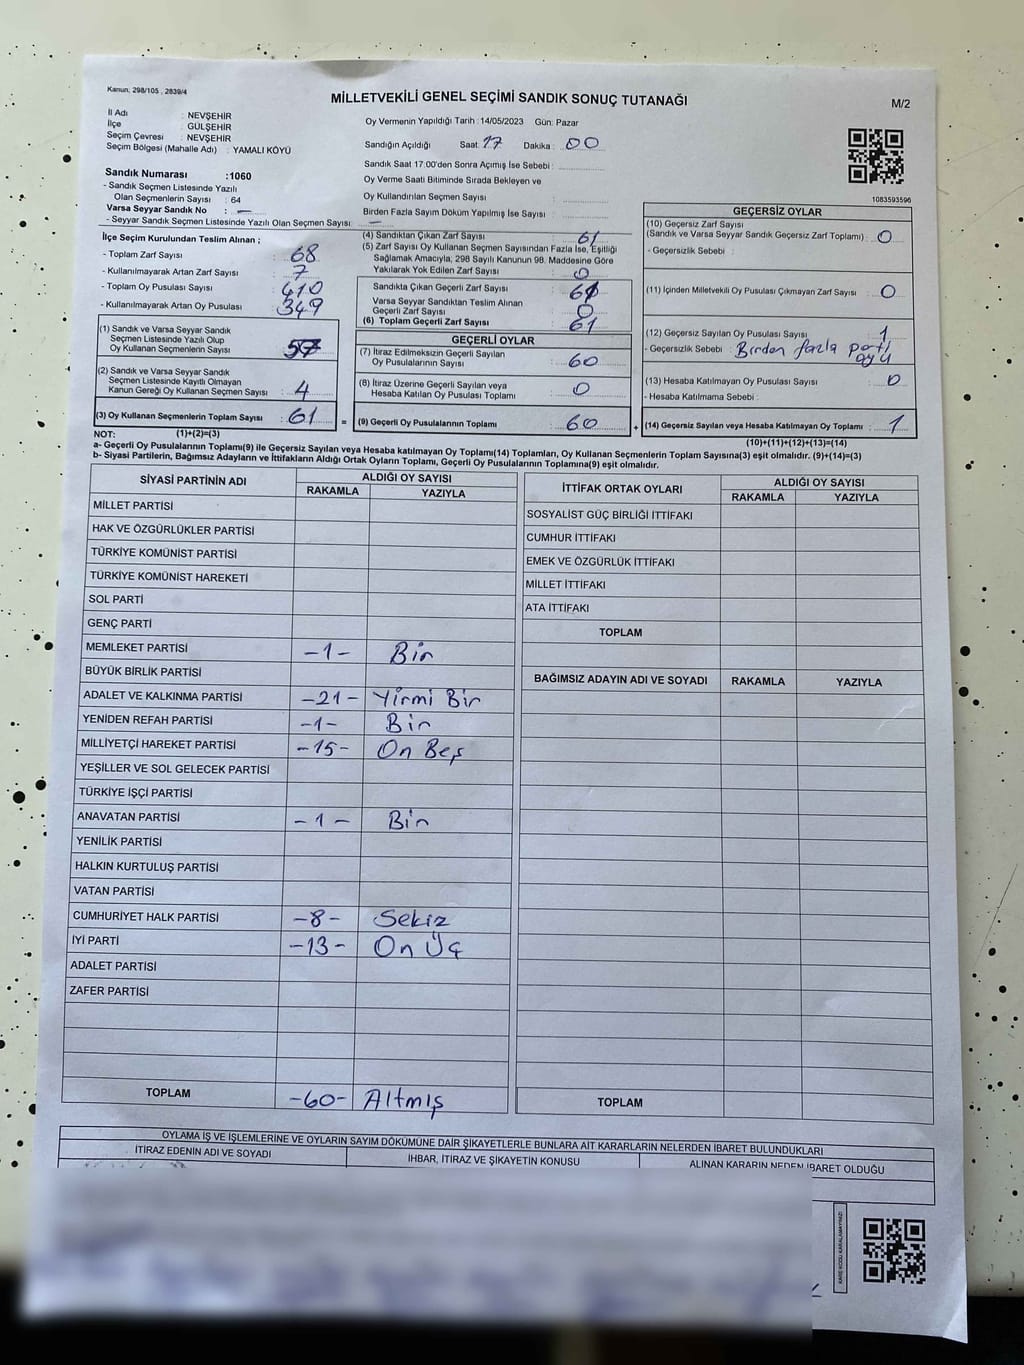 Kanun; 298/105 , 2839/4
MİLLETVEKİLİ GENEL SEÇİMİ SANDIK SONUÇ TUTANAĞI
M/2
İl Adı : NEVŞEHİR
İlçe : GÜLŞEHİR
Seçim Çevresi : NEVŞEHİR
Seçim Bölgesi (Mahalle Adı) : YAMALI KÖYÜ
Oy Vermenin Yapıldığı Tarih :14/05/2023 Gün: Pazar
Sandığın Açıldığı Saat: 17 Dakika : 00
Sandık Saat 17.00'den Sonra Açımış İse Sebebi :
Oy Verme Saati Bitiminde Sırada Bekleyen ve
Oy Kullandırılan Seçmen Sayısı :
Birden Fazla Sayım Döküm Yapılmış İse Sayısı :
1083593596
Sandık Numarası :1060
- Sandık Seçmen Listesinde Yazılı
Olan Seçmenlerin Sayısı : 64
Varsa Seyyar Sandık No : —
- Seyyar Sandık Seçmen Listesinde Yazılı Olan Seçmen Sayısı: —
İlçe Seçim Kurulundan Teslim Alınan ;
- Toplam Zarf Sayısı : 68
- Kullanılmayarak Artan Zarf Sayısı : 7
- Toplam Oy Pusulası Sayısı : 410
- Kullanılmayarak Artan Oy Pusulası : 349
(1) Sandık ve Varsa Seyyar Sandık
Seçmen Listesinde Yazılı Olup
Oy Kullanan Seçmenlerin Sayısı : 57
(2) Sandık ve Varsa Seyyar Sandık
Seçmen Listesinde Kayıtlı Olmayan
Kanun Gereği Oy Kullanan Seçmen Sayısı : 4
(3) Oy Kullanan Seçmenlerin Toplam Sayısı : 61
(1)+(2)=(3)
(4) Sandıktan Çıkan Zarf Sayısı : 61
(5) Zarf Sayısı Oy Kullanan Seçmen Sayısından Fazla İse, Eşitliği
Sağlamak Amacıyla; 298 Sayılı Kanunun 98. Maddesine Göre
Yakılarak Yok Edilen Zarf Sayısı : 0
Sandıkta Çıkan Geçerli Zarf Sayısı : 61
Varsa Seyyar Sandıktan Teslim Alınan
Geçerli Zarf Sayısı : 0
(6) Toplam Geçerli Zarf Sayısı : 61
GEÇERLİ OYLAR
(7) İtiraz Edilmeksizin Geçerli Sayılan
Oy Pusulalarının Sayısı : 60
(8) İtiraz Üzerine Geçerli Sayılan veya
Hesaba Katılan Oy Pusulası Toplamı : 0
= (9) Geçerli Oy Pusulalarının Toplamı : 60
GEÇERSİZ OYLAR
(10) Geçersiz Zarf Sayısı
(Sandık ve Varsa Seyyar Sandık Geçersiz Zarf Toplamı) : 0
- Geçersizlik Sebebi :
(11) İçinden Milletvekili Oy Pusulası Çıkmayan Zarf Sayısı : 0
(12) Geçersiz Sayılan Oy Pusulası Sayısı : 1
- Geçersizlik Sebebi : Birden fazla parti
oyu
(13) Hesaba Katılmayan Oy Pusulası Sayısı : 0
- Hesaba Katılmama Sebebi :
+ (14) Geçersiz Sayılan veya Hesaba Katılmayan Oy Toplamı : 1
(10)+(11)+(12)+(13)=(14)
NOT:
a- Geçerli Oy Pusulalarının Toplamı(9) ile Geçersiz Sayılan veya Hesaba Katılmayan Oy Toplamı(14) Toplamları, Oy Kullanan Seçmenlerin Toplam Sayısına(3) eşit olmalıdır. (9)+(14)=(3)
b- Siyasi Partilerin, Bağımsız Adayların ve İttifakların Aldığı Ortak Oyların Toplamı, Geçerli Oy Pusulalarının Toplamına(9) eşit olmalıdır.
SİYASİ PARTİNİN ADI ALDIĞI OY SAYISI
RAKAMLA YAZIYLA
MİLLET PARTİSİ
HAK VE ÖZGÜRLÜKLER PARTİSİ
TÜRKİYE KOMÜNİST PARTİSİ
TÜRKİYE KOMÜNİST HAREKETİ
SOL PARTİ
GENÇ PARTİ
MEMLEKET PARTİSİ -1- Bir
BÜYÜK BİRLİK PARTİSİ
ADALET VE KALKINMA PARTİSİ -21- Yirmi Bir
YENİDEN REFAH PARTİSİ -1- Bir
MİLLİYETÇİ HAREKET PARTİSİ -15- On Beş
YEŞİLLER VE SOL GELECEK PARTİSİ
TÜRKİYE İŞÇİ PARTİSİ
ANAVATAN PARTİSİ -1- Bir
YENİLİK PARTİSİ
HALKIN KURTULUŞ PARTİSİ
VATAN PARTİSİ
CUMHURİYET HALK PARTİSİ -8- Sekiz
İYİ PARTİ -13- On Üç
ADALET PARTİSİ
ZAFER PARTİSİ
TOPLAM -60- Altmış
İTTİFAK ORTAK OYLARI ALDIĞI OY SAYISI
RAKAMLA YAZIYLA
SOSYALİST GÜÇ BİRLİĞİ İTTİFAKI
CUMHUR İTTİFAKI
EMEK VE ÖZGÜRLÜK İTTİFAKI
MİLLET İTTİFAKI
ATA İTTİFAKI
TOPLAM
BAĞIMSIZ ADAYIN ADI VE SOYADI RAKAMLA YAZIYLA
TOPLAM
OYLAMA İŞ VE İŞLEMLERİNE VE OYLARIN SAYIM DÖKÜMÜNE DAİR ŞİKAYETLERLE BUNLARA AİT KARARLARIN NELERDEN İBARET BULUNDUKLARI
İTİRAZ EDENİN ADI VE SOYADI İHBAR, İTİRAZ VE ŞİKAYETİN KONUSU ALINAN KARARIN NEDEN İBARET OLDUĞU
KARE KODU KARALAMAYINIZ!